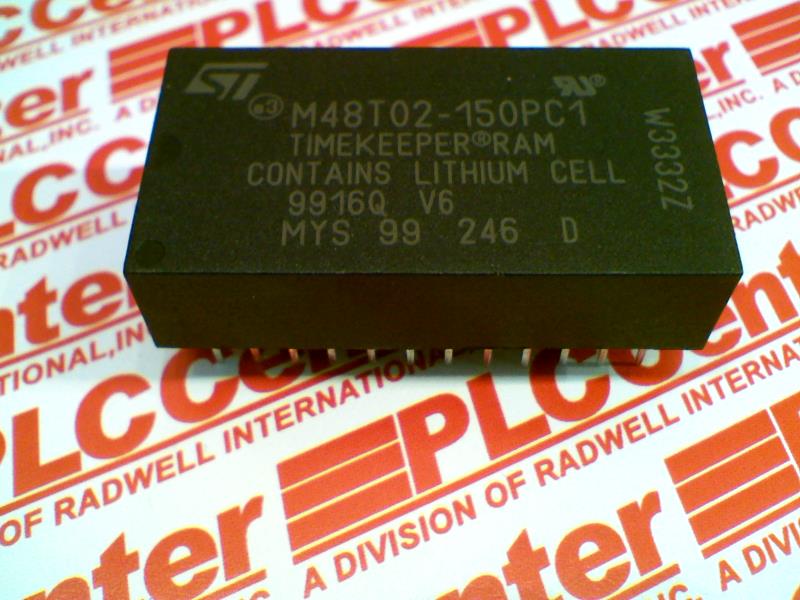 ST
e3 M48T02-150PC1
TIMEKEEPER®RAM
CONTAINS LITHIUM CELL
9916Q V6
MYS 99 246 D
W3332Z
PLCCenter
A DIVISION OF RADWELL INTERNATIONAL, INC.